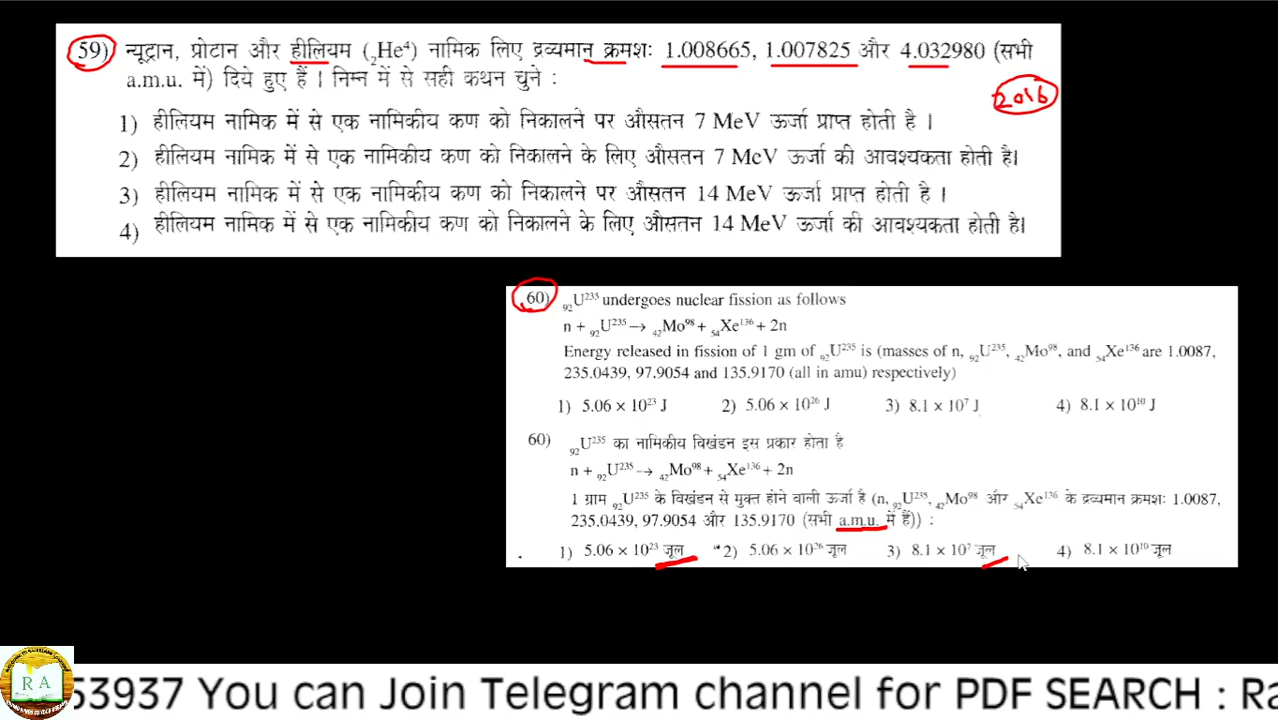 59) न्यूट्रान, प्रोटान और हीलियम (₂He⁴) नामिक लिए द्रव्यमान क्रमशः 1.008665, 1.007825 और 4.032980 (सभी
a.m.u. में) दिये हुए हैं । निम्न में से सही कथन चुने :
2016
1) हीलियम नामिक में से एक नामिकीय कण को निकालने पर औसतन 7 MeV ऊर्जा प्राप्त होती है ।
2) हीलियम नामिक में से एक नामिकीय कण को निकालने के लिए औसतन 7 MeV ऊर्जा की आवश्यकता होती है।
3) हीलियम नामिक में से एक नामिकीय कण को निकालने पर औसतन 14 MeV ऊर्जा प्राप्त होती है ।
4) हीलियम नामिक में से एक नामिकीय कण को निकालने के लिए औसतन 14 MeV ऊर्जा की आवश्यकता होती है।
60) ₉₂U²³⁵ undergoes nuclear fission as follows
n + ₉₂U²³⁵ → ₄₂Mo⁹⁸ + ₅₄Xe¹³⁶ + 2n
Energy released in fission of 1 gm of ₉₂U²³⁵ is (masses of n, ₉₂U²³⁵, ₄₂Mo⁹⁸, and ₅₄Xe¹³⁶ are 1.0087,
235.0439, 97.9054 and 135.9170 (all in amu) respectively)
1) 5.06 × 10²³ J 2) 5.06 × 10²⁶ J 3) 8.1 × 10⁷ J 4) 8.1 × 10¹⁰ J
60) ₉₂U²³⁵ का नामिकीय विखंडन इस प्रकार होता है
n + ₉₂U²³⁵ → ₄₂Mo⁹⁸ + ₅₄Xe¹³⁶ + 2n
1 ग्राम ₉₂U²³⁵ के विखंडन से मुक्त होने वाली ऊर्जा है (n, ₉₂U²³⁵, ₄₂Mo⁹⁸ और ₅₄Xe¹³⁶ के द्रव्यमान क्रमशः 1.0087,
235.0439, 97.9054 और 135.9170 (सभी a.m.u. में हैं)) :
1) 5.06 × 10²³ जूल 2) 5.06 × 10²⁶ जूल 3) 8.1 × 10⁷ जूल 4) 8.1 × 10¹⁰ जूल
R A
53937 You can Join Telegram channel for PDF SEARCH : Ra